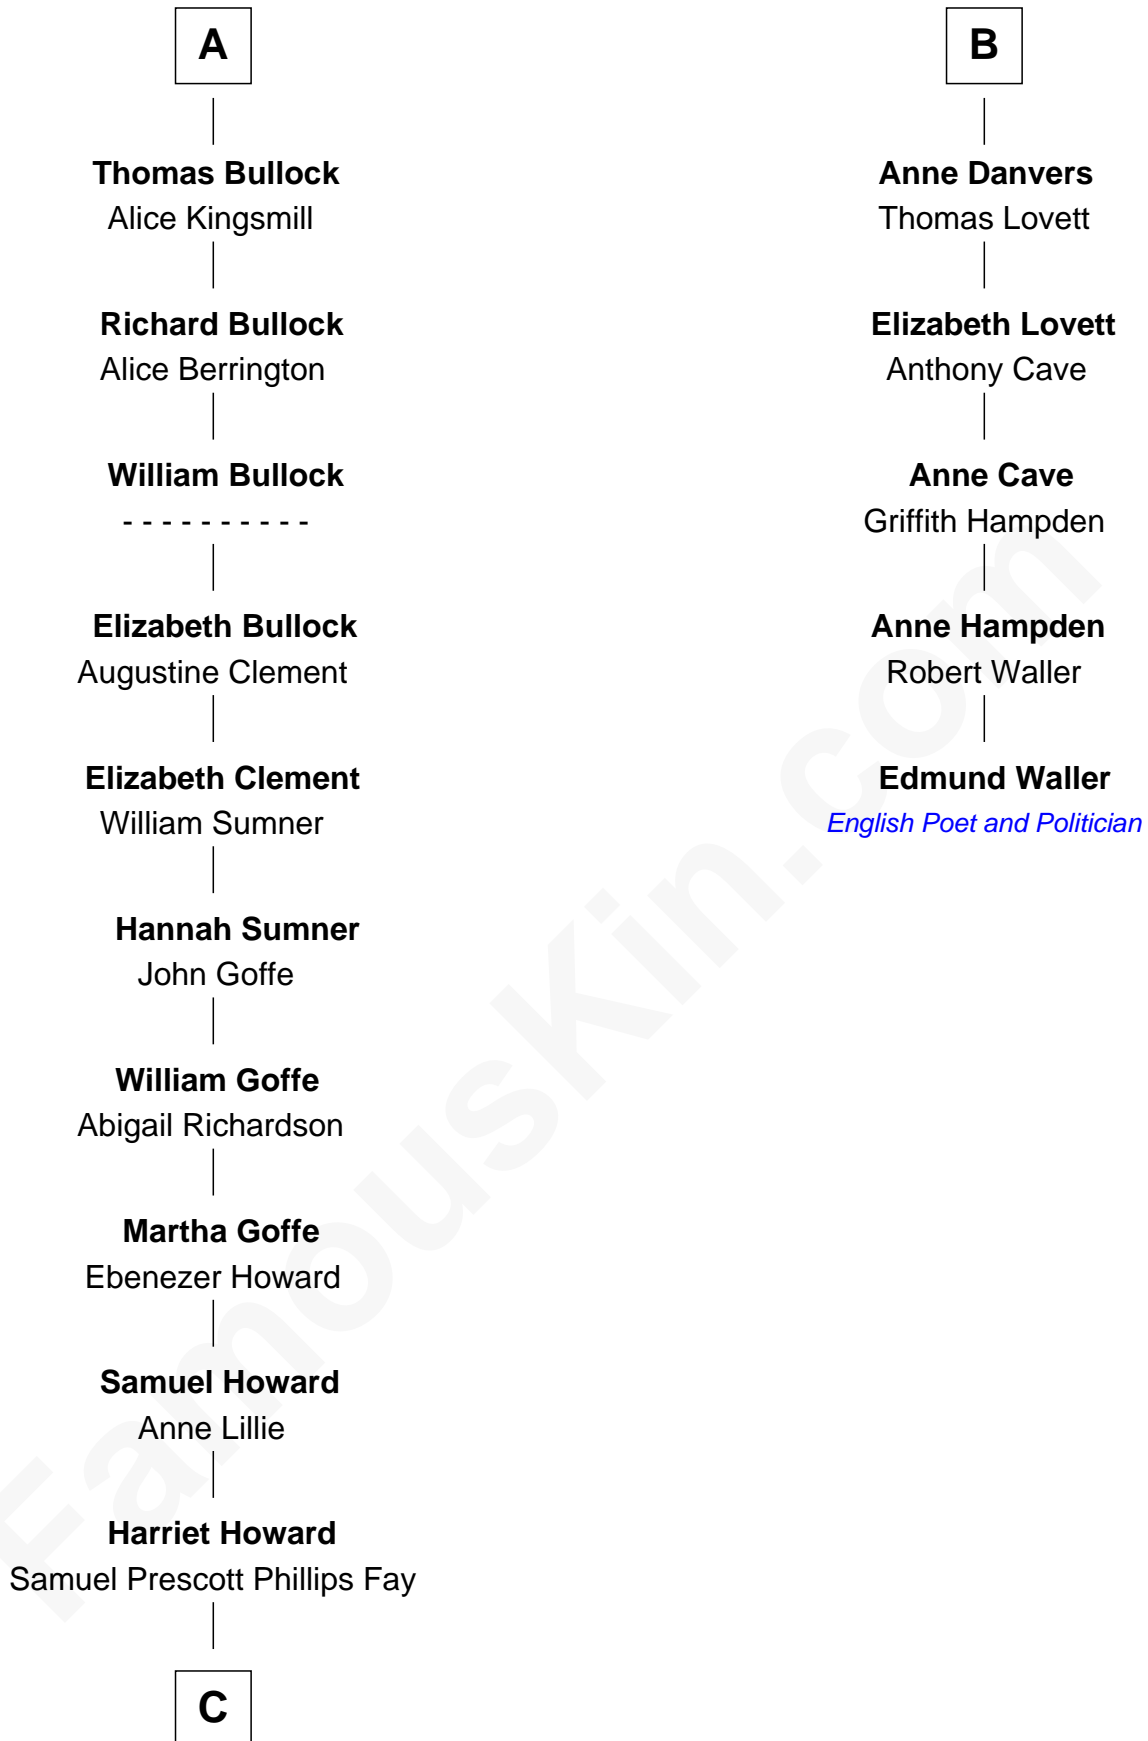 A
Thomas Bullock
Alice Kingsmill
Richard Bullock
Alice Berrington
William Bullock
- - - - - - - - - -
Elizabeth Bullock
Augustine Clement
Elizabeth Clement
William Sumner
Hannah Sumner
John Goffe
William Goffe
Abigail Richardson
Martha Goffe
Ebenezer Howard
Samuel Howard
Anne Lillie
Harriet Howard
Samuel Prescott Phillips Fay
C
B
Anne Danvers
Thomas Lovett
Elizabeth Lovett
Anthony Cave
Anne Cave
Griffith Hampden
Anne Hampden
Robert Waller
Edmund Waller
English Poet and Politician
FamousKin.com